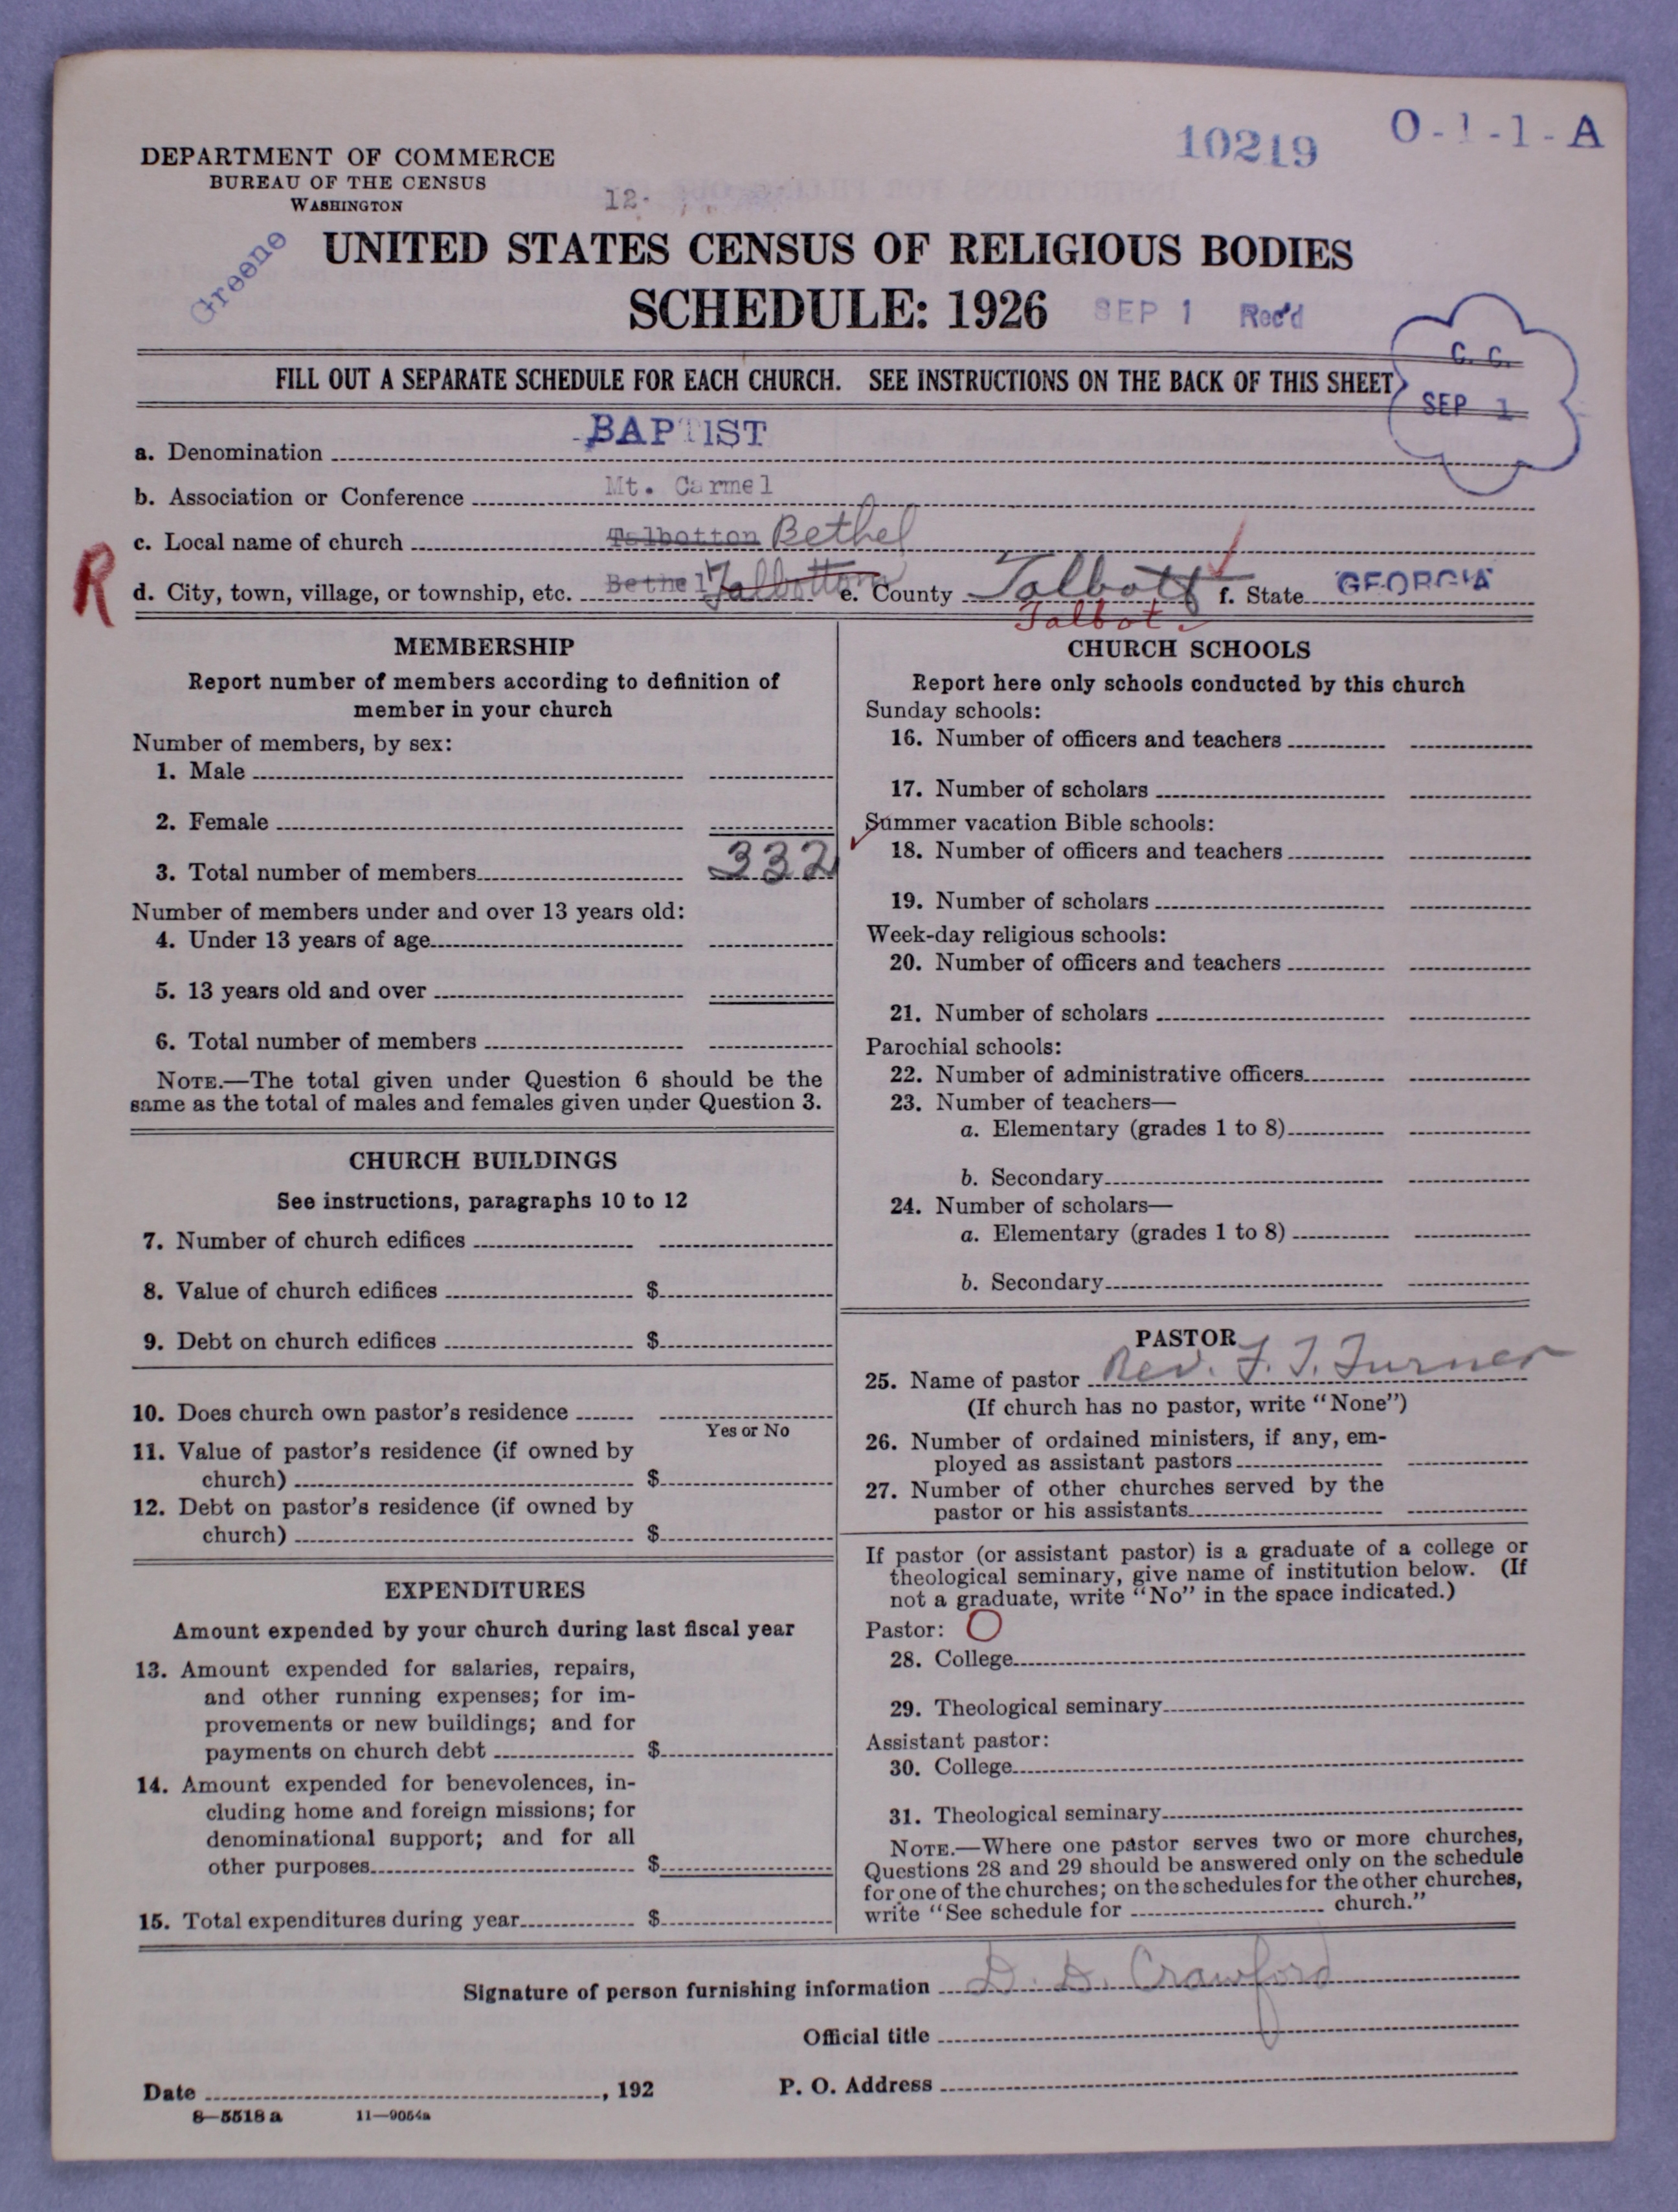 10219
O-1-1-A
DEPARTMENT OF COMMERCE
BUREAU OF THE CENSUS
WASHINGTON
12.
Greene
UNITED STATES CENSUS OF RELIGIOUS BODIES
SCHEDULE: 1926
SEP 1 Rec'd
C. C.
SEP 1
FILL OUT A SEPARATE SCHEDULE FOR EACH CHURCH. SEE INSTRUCTIONS ON THE BACK OF THIS SHEET
a. Denomination BAPTIST
b. Association or Conference Mt. Carmel
c. Local name of church Talbotton Bethel
R
d. City, town, village, or township, etc. Bethel Talbotton e. County Talbott f. State GEORGIA
Talbot
MEMBERSHIP
Report number of members according to definition of
member in your church
Number of members, by sex:
1. Male
2. Female
3. Total number of members 332
Number of members under and over 13 years old:
4. Under 13 years of age
5. 13 years old and over
6. Total number of members
NOTE.—The total given under Question 6 should be the
same as the total of males and females given under Question 3.
CHURCH BUILDINGS
See instructions, paragraphs 10 to 12
7. Number of church edifices
8. Value of church edifices $
9. Debt on church edifices $
10. Does church own pastor's residence
Yes or No
11. Value of pastor's residence (if owned by
church) $
12. Debt on pastor's residence (if owned by
church) $
EXPENDITURES
Amount expended by your church during last fiscal year
13. Amount expended for salaries, repairs,
and other running expenses; for im-
provements or new buildings; and for
payments on church debt $
14. Amount expended for benevolences, in-
cluding home and foreign missions; for
denominational support; and for all
other purposes $
15. Total expenditures during year $
CHURCH SCHOOLS
Report here only schools conducted by this church
Sunday schools:
16. Number of officers and teachers
17. Number of scholars
Summer vacation Bible schools:
18. Number of officers and teachers
19. Number of scholars
Week-day religious schools:
20. Number of officers and teachers
21. Number of scholars
Parochial schools:
22. Number of administrative officers
23. Number of teachers—
a. Elementary (grades 1 to 8)
b. Secondary
24. Number of scholars—
a. Elementary (grades 1 to 8)
b. Secondary
PASTOR
25. Name of pastor Rev. F. T. Turner
(If church has no pastor, write "None")
26. Number of ordained ministers, if any, em-
ployed as assistant pastors
27. Number of other churches served by the
pastor or his assistants
If pastor (or assistant pastor) is a graduate of a college or
theological seminary, give name of institution below. (If
not a graduate, write "No" in the space indicated.)
Pastor: O
28. College
29. Theological seminary
Assistant pastor:
30. College
31. Theological seminary
NOTE.—Where one pastor serves two or more churches,
Questions 28 and 29 should be answered only on the schedule
for one of the churches; on the schedules for the other churches,
write "See schedule for church."
Signature of person furnishing information D. D. Crawford
Official title
Date , 192 P. O. Address
8—5518 a 11—9054a